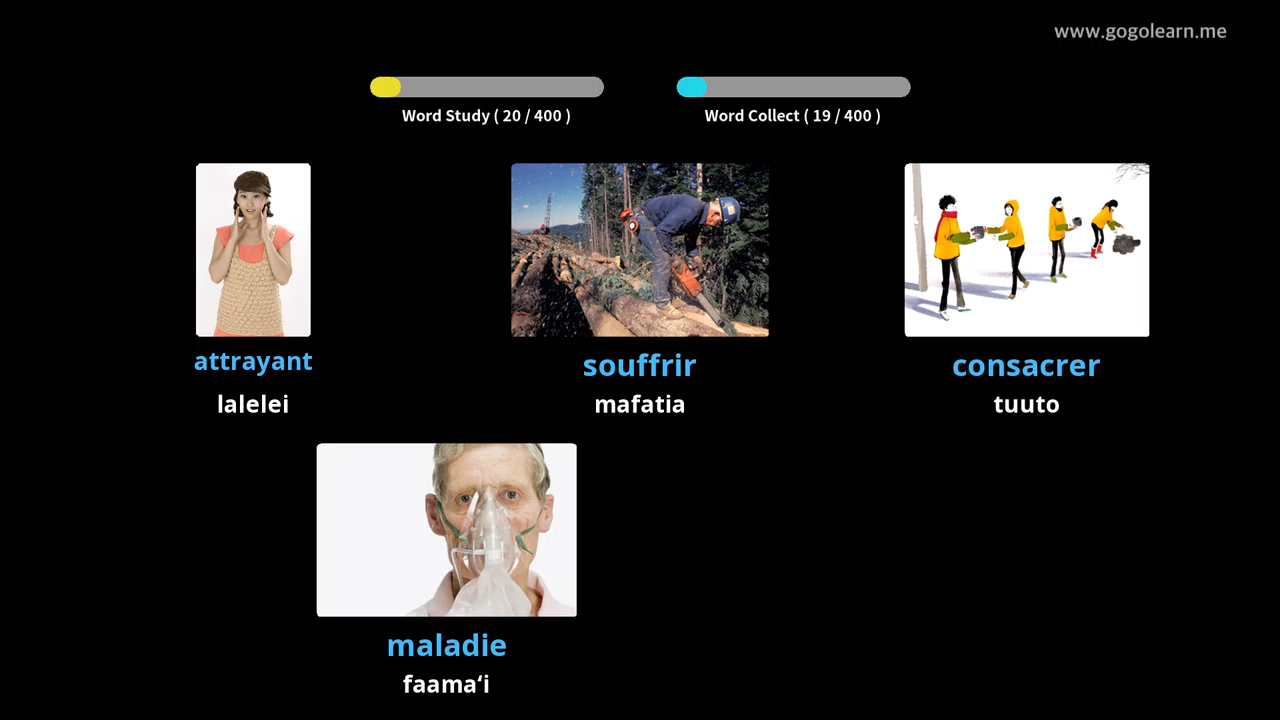 www.gogolearn.me
Word Study ( 20 / 400 )
Word Collect ( 19 / 400 )
attrayant
souffrir
consacrer
lalelei
mafatia
tuuto
maladie
faama‘i